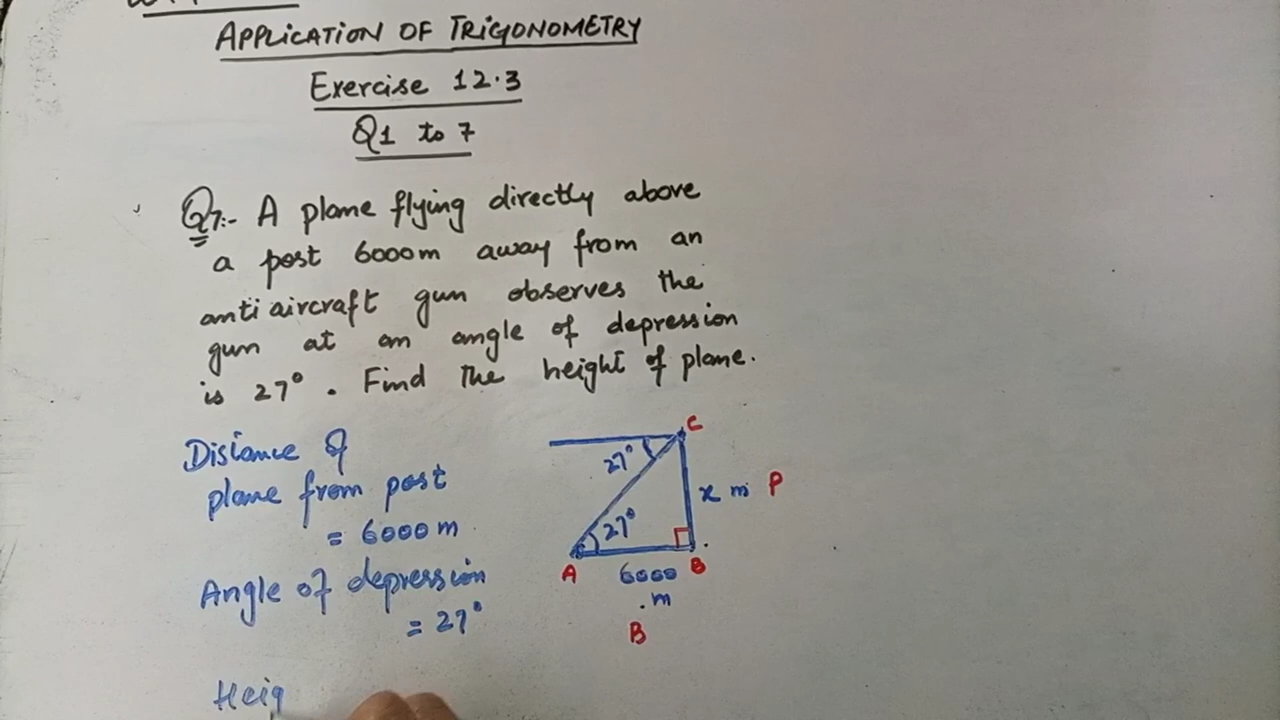 APPLICATION OF TRIGONOMETRY
Exercise 12.3
Q1 to 7
Q7:- A plane flying directly above
a post 6000m away from an
anti aircraft gun observes the
gun at an angle of depression
is 27° . Find the height of plane.
Distance of
plane from post
= 6000 m
Angle of depression
= 27°
Heig
C
27°
x m P
27°
A 6000 B
m
B